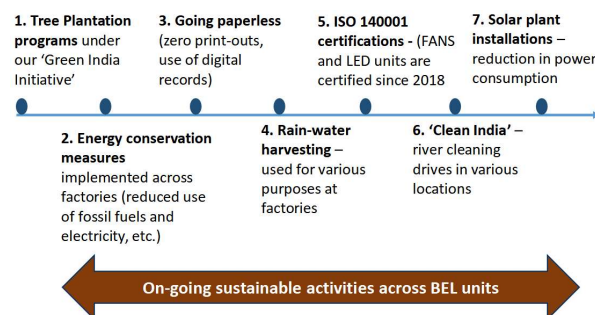 1. Tree Plantation
programs under
our ‘Green India
Initiative’
2. Energy conservation
measures
implemented across
factories (reduced use
of fossil fuels and
electricity, etc.)
3. Going paperless
(zero print-outs,
use of digital
records)
4. Rain-water
harvesting –
used for various
purposes at
factories
5. ISO 140001
certifications - (FANS
and LED units are
certified since 2018
6. ‘Clean India’ –
river cleaning
drives in various
locations
7. Solar plant
installations –
reduction in power
consumption
On-going sustainable activities across BEL units